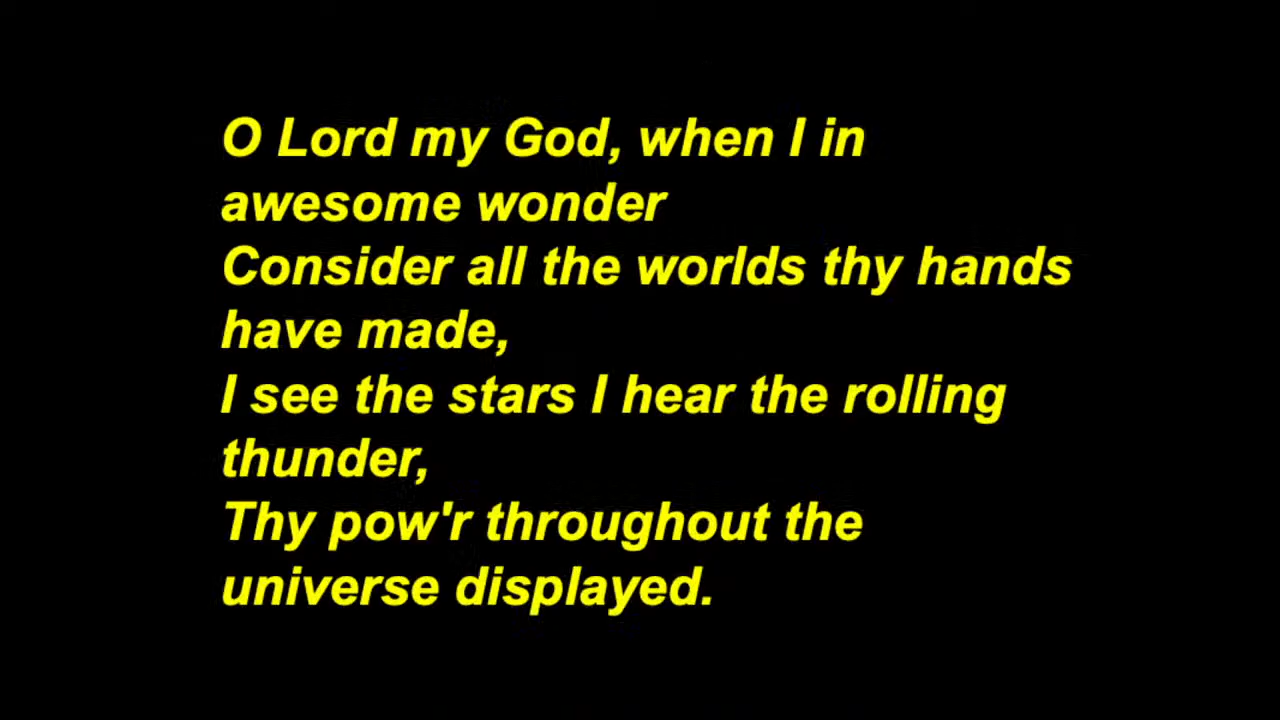 O Lord my God, when I in
awesome wonder
Consider all the worlds thy hands
have made,
I see the stars I hear the rolling
thunder,
Thy pow'r throughout the
universe displayed.